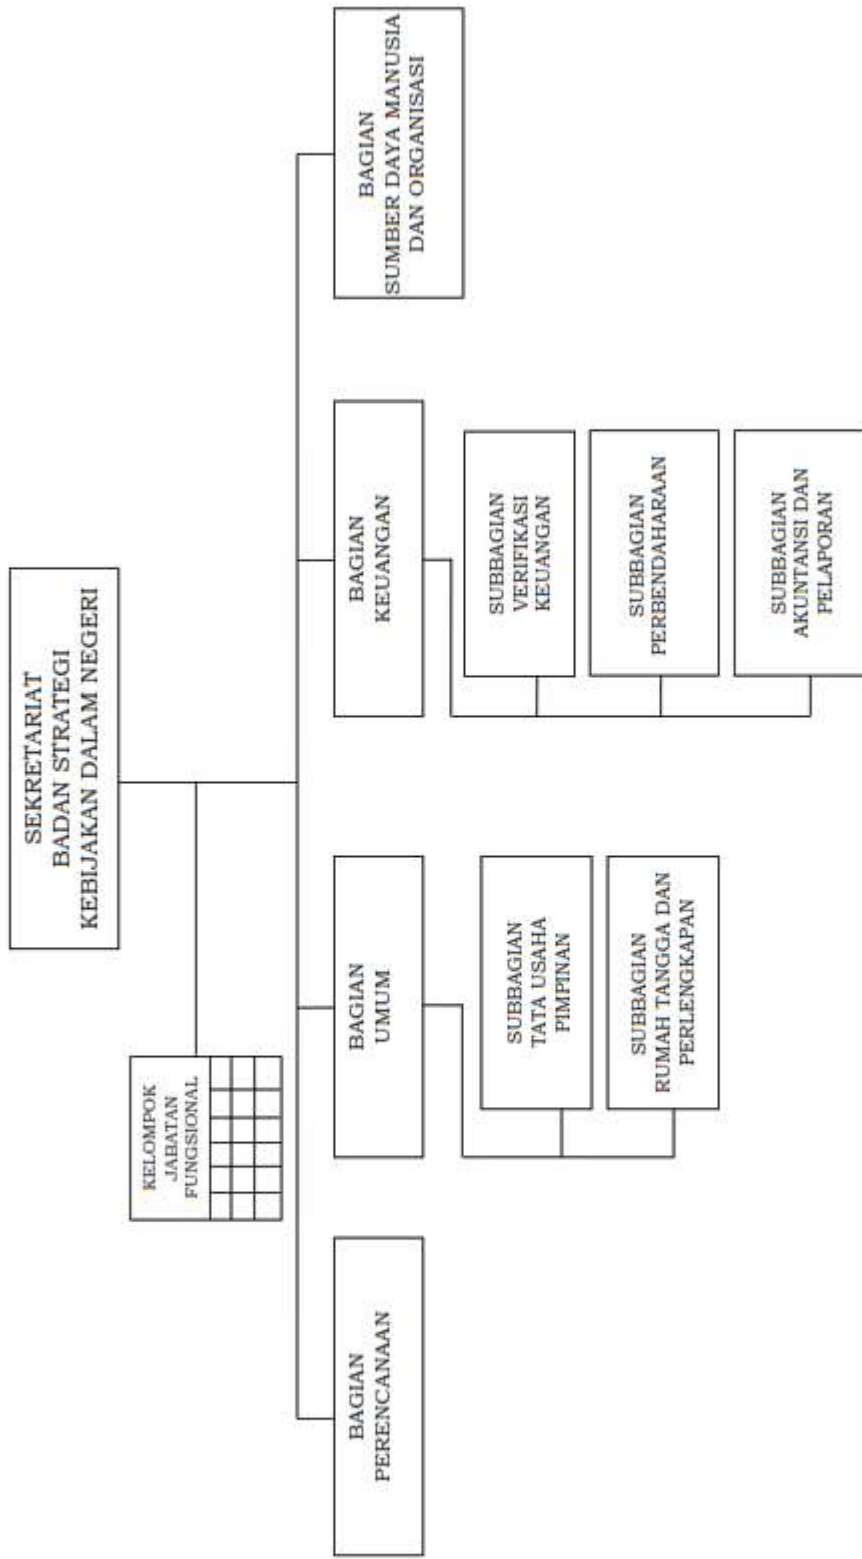 SEKRETARIAT
BADAN STRATEGI
KEBIJAKAN DALAM NEGERI
KELOMPOK
JABATAN
FUNGSIONAL
BAGIAN
PERENCANAAN
BAGIAN
UMUM
SUBBAGIAN
TATA USAHA
PIMPINAN
SUBBAGIAN
RUMAH TANGGA DAN
PERLENGKAPAN
BAGIAN
KEUANGAN
SUBBAGIAN
VERIFIKASI
KEUANGAN
SUBBAGIAN
PERBENDAHARAAN
SUBBAGIAN
AKUNTANSI DAN
PELAPORAN
BAGIAN
SUMBER DAYA MANUSIA
DAN ORGANISASI